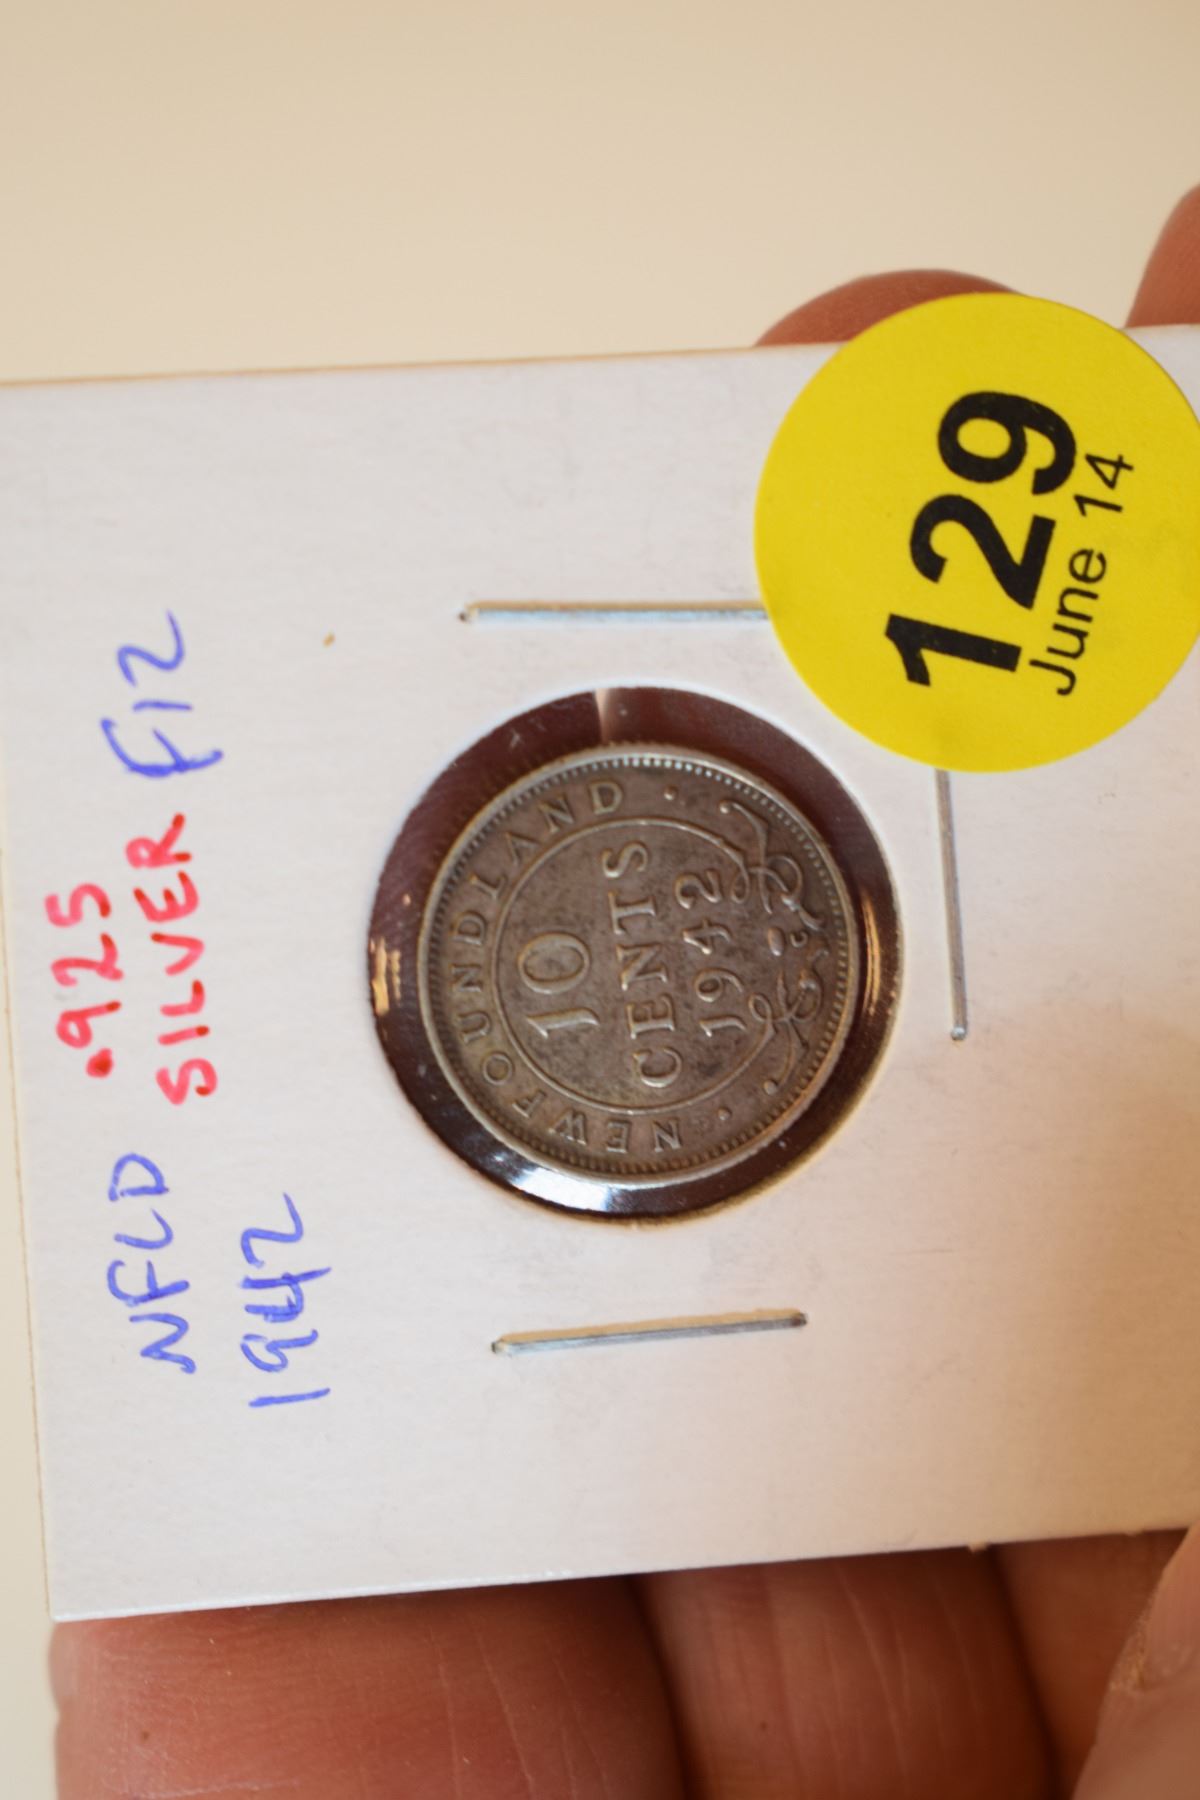 NFLD .925 F12
SILVER
1942
129
June 14
NEWFOUNDLAND
10
CENTS
1942